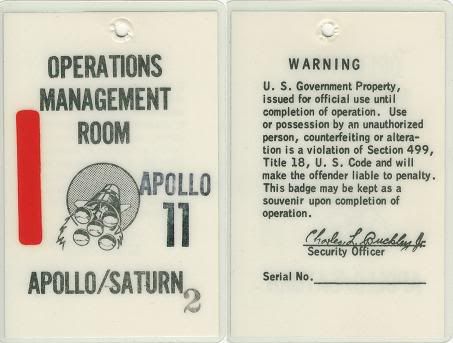 OPERATIONS
MANAGEMENT
ROOM
APOLLO
11
APOLLO/SATURN
2
WARNING
U. S. Government Property,
issued for official use until
completion of operation. Use
or possession by an unauthorized
person, counterfeiting or altera-
tion is a violation of Section 499,
Title 18, U. S. Code and will
make the offender liable to penalty.
This badge may be kept as a
souvenir upon completion of
operation.
Charles L. Buckley, Jr.
Security Officer
Serial No.